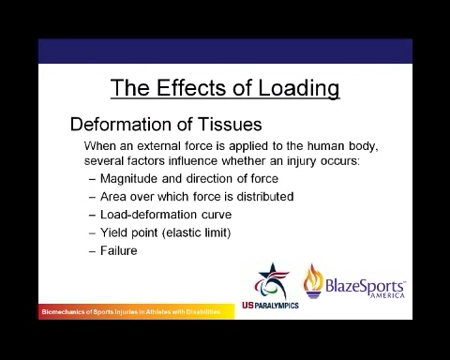 The Effects of Loading
Deformation of Tissues
When an external force is applied to the human body,
several factors influence whether an injury occurs:
– Magnitude and direction of force
– Area over which force is distributed
– Load-deformation curve
– Yield point (elastic limit)
– Failure
US PARALYMPICS
BlazeSports™
AMERICA
Biomechanics of Sports Injuries in Athletes with Disabilities